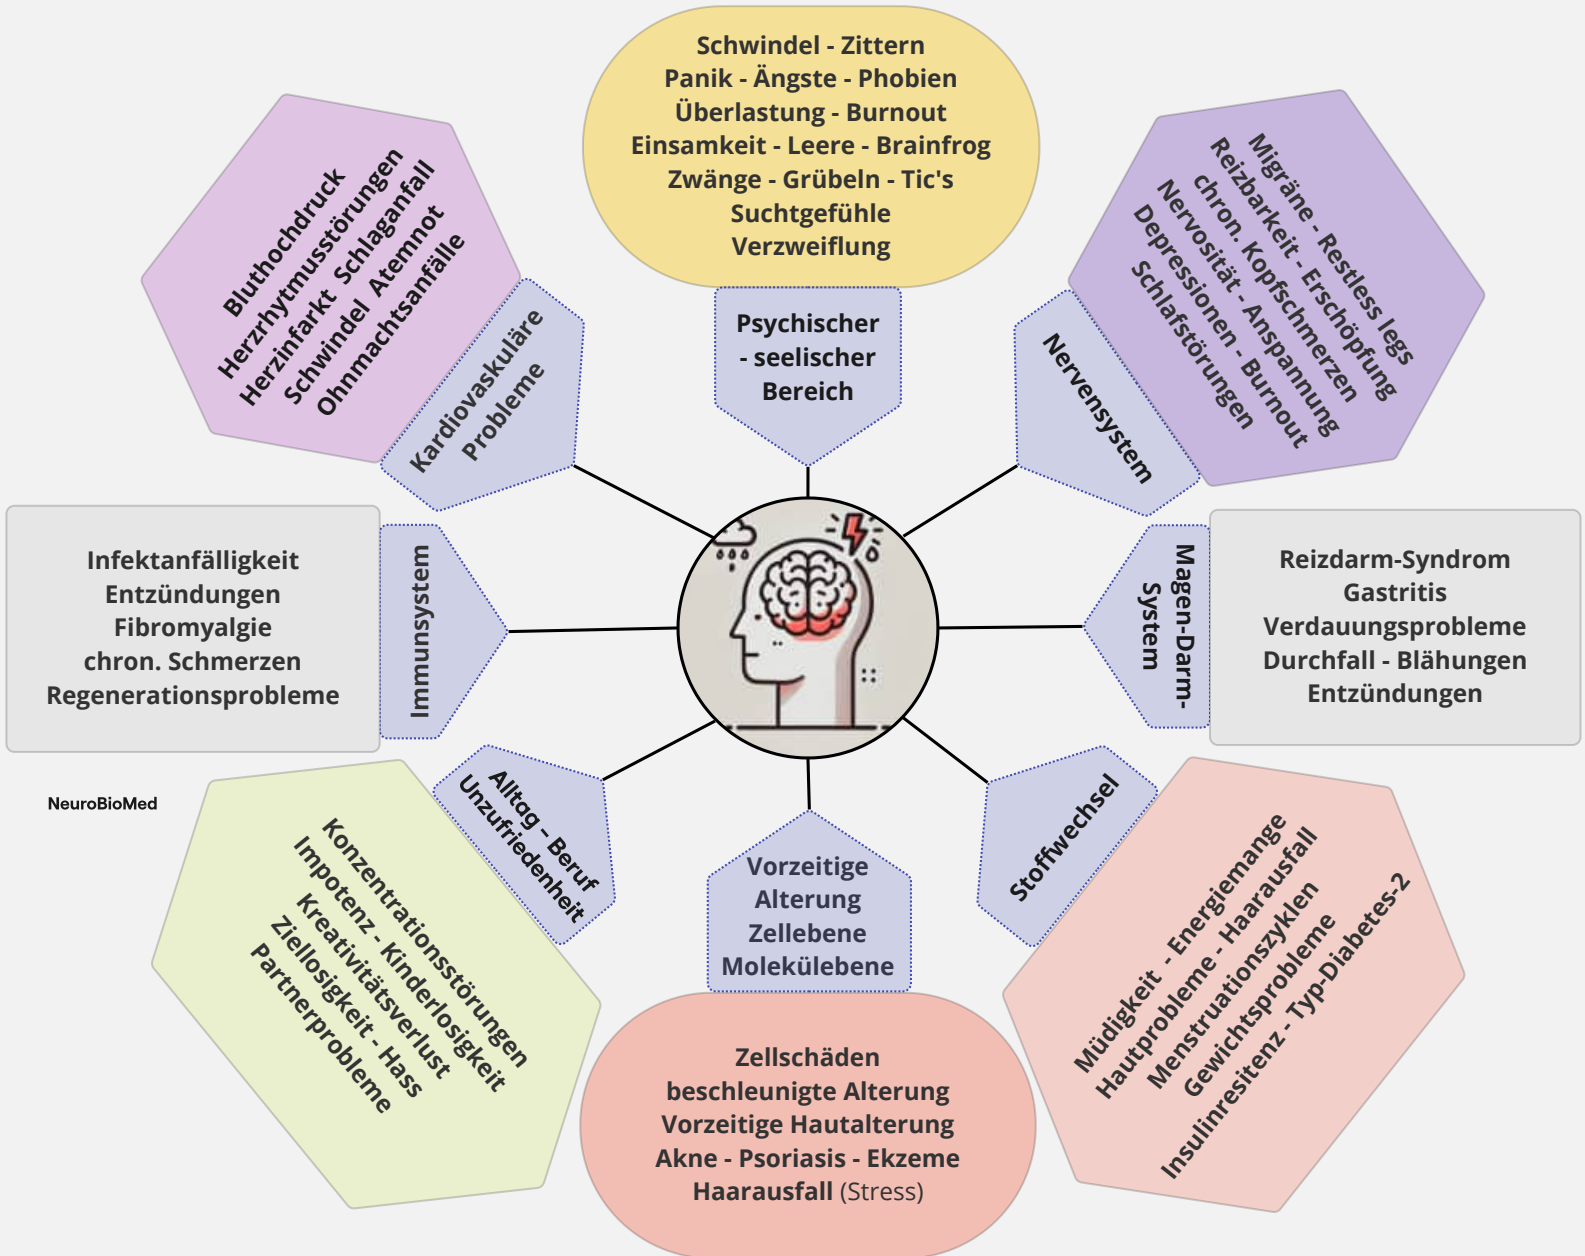 Schwindel - Zittern
Panik - Ängste - Phobien
Überlastung - Burnout
Einsamkeit - Leere - Brainfrog
Zwänge - Grübeln - Tic's
Suchtgefühle
Verzweiflung
Psychischer
- seelischer
Bereich
Migräne - Restless legs
Reizbarkeit - Erschöpfung
chron. Kopfschmerzen
Nervosität - Anspannung
Depressionen - Burnout
Schlafstörungen
Nervensystem
Reizdarm-Syndrom
Gastritis
Verdauungsprobleme
Durchfall - Blähungen
Entzündungen
Magen-Darm-
System
Müdigkeit - Energiemange
Hautprobleme - Haarausfall
Menstruationszyklen
Gewichtsprobleme
Insulinresitenz - Typ-Diabetes-2
Stoffwechsel
Vorzeitige
Alterung
Zellebene
Molekülebene
Zellschäden
beschleunigte Alterung
Vorzeitige Hautalterung
Akne - Psoriasis - Ekzeme
Haarausfall (Stress)
Alltag - Beruf
Unzufriedenheit
Konzentrationsstörungen
Impotenz - Kinderlosigkeit
Kreativitätsverlust
Ziellosigkeit - Hass
Partnerprobleme
NeuroBioMed
Immunsystem
Infektanfälligkeit
Entzündungen
Fibromyalgie
chron. Schmerzen
Regenerationsprobleme
Kardiovaskuläre
Probleme
Bluthochdruck
Herzrhytmusstörungen
Herzinfarkt Schlaganfall
Schwindel Atemnot
Ohnmachtsanfälle